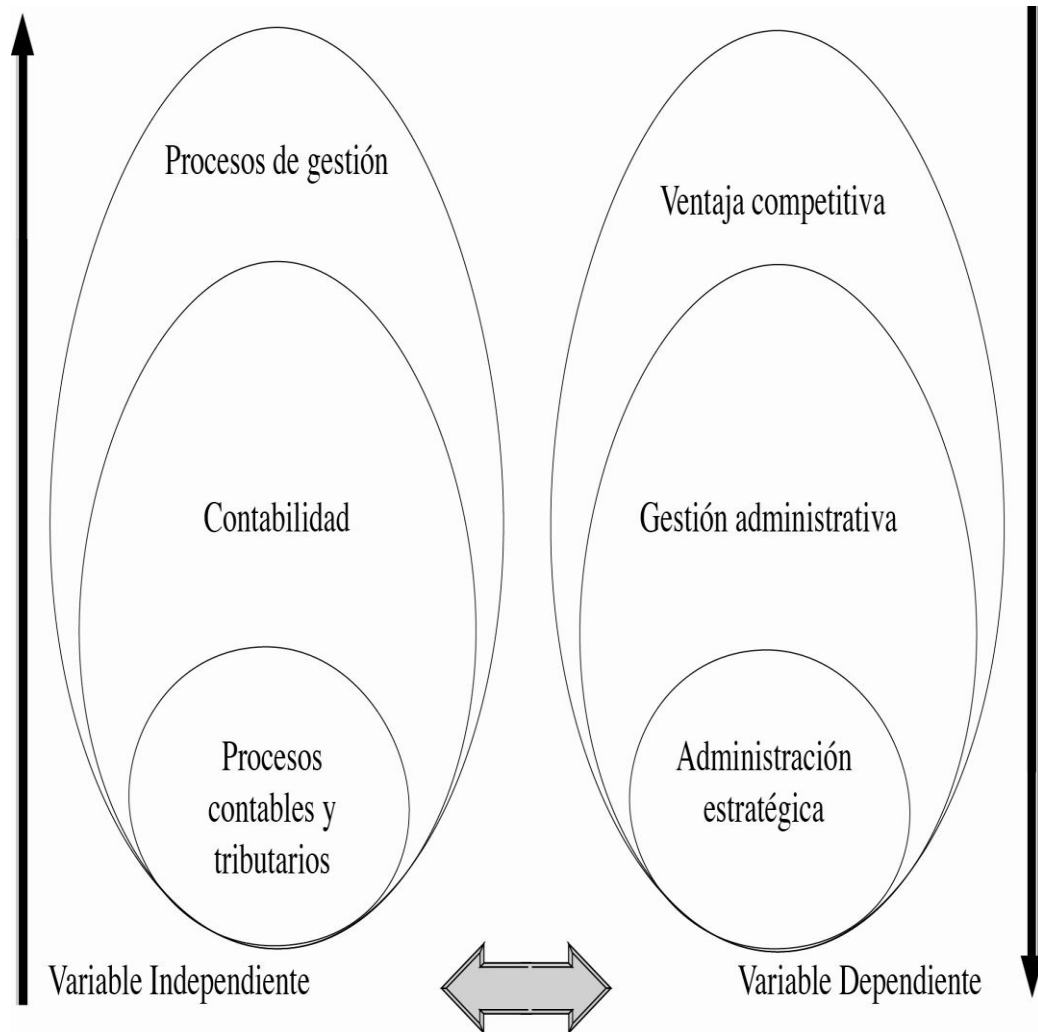 Procesos de gestión
Contabilidad
Procesos
contables y
tributarios
Variable Independiente
Ventaja competitiva
Gestión administrativa
Administración
estratégica
Variable Dependiente